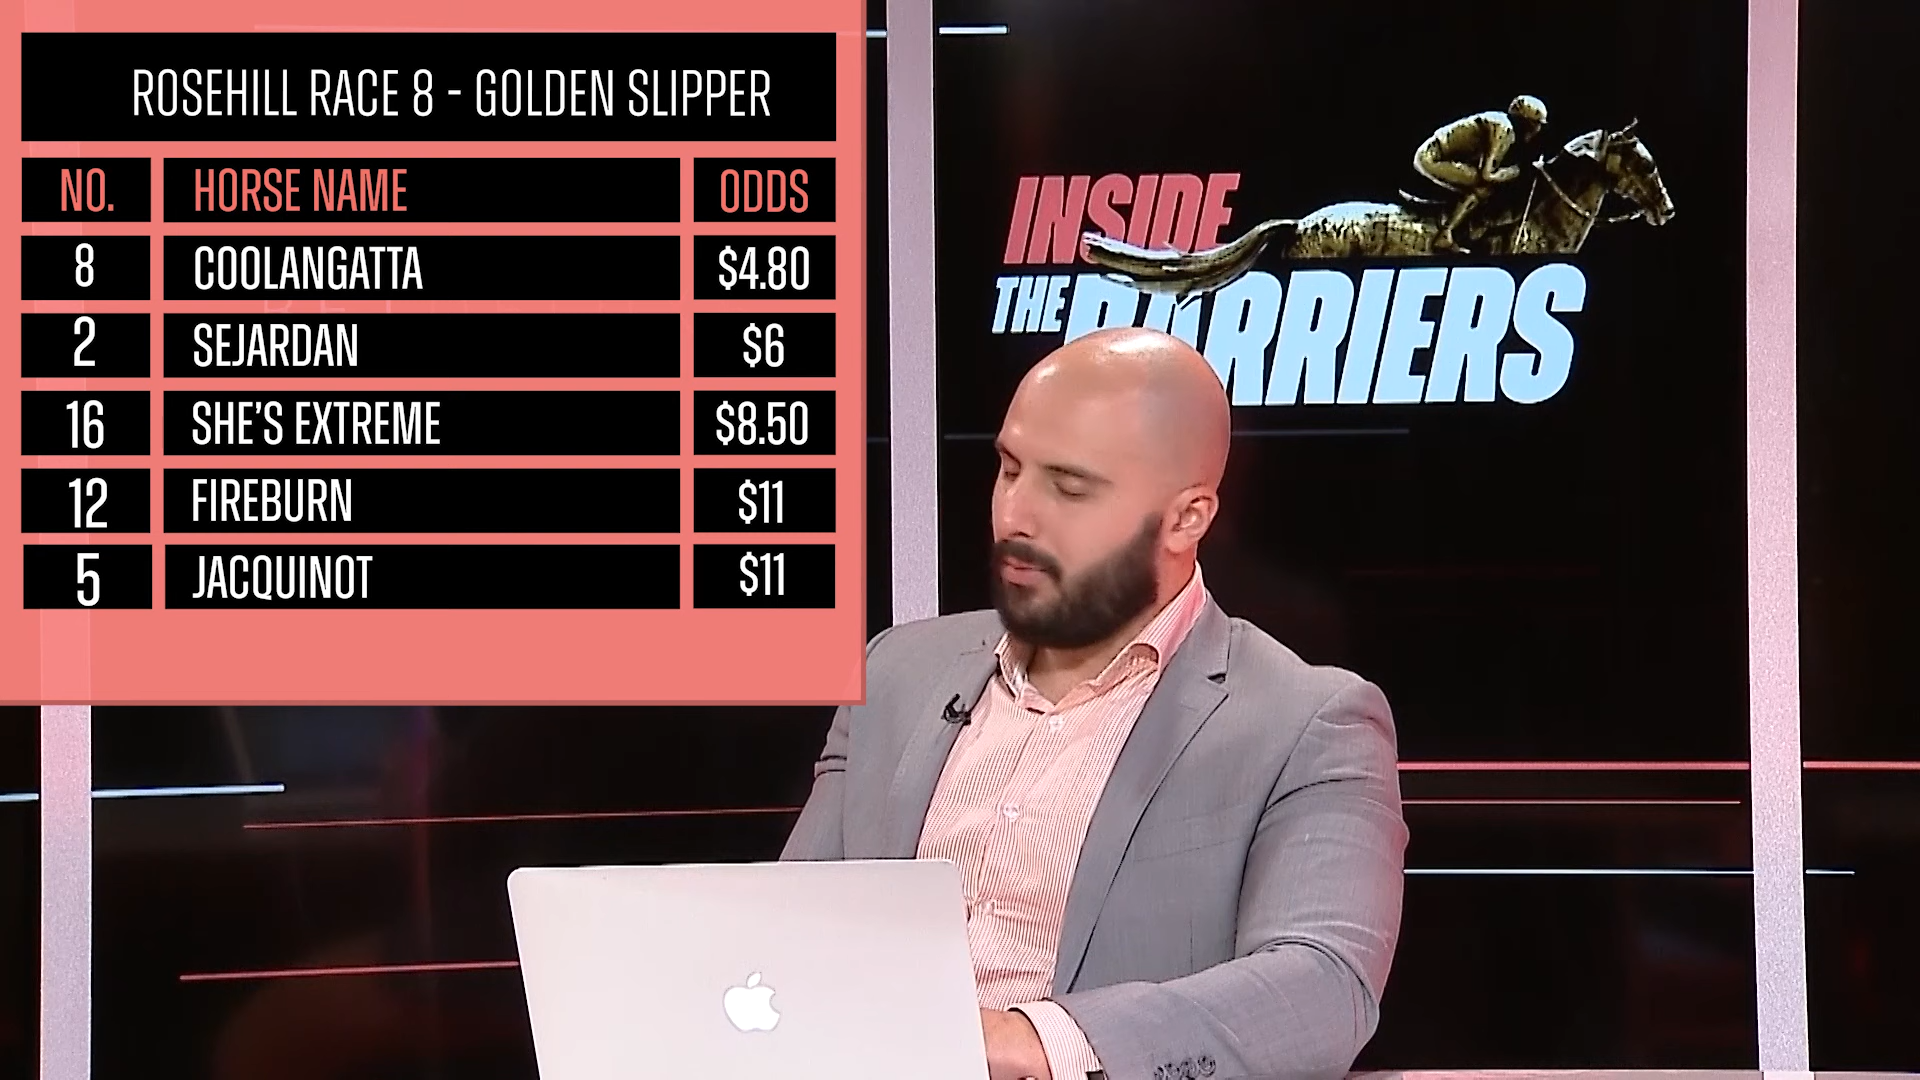 ROSEHILL RACE 8 - GOLDEN SLIPPER
NO. HORSE NAME ODDS
8 COOLANGATTA $4.80
2 SEJARDAN $6
16 SHE'S EXTREME $8.50
12 FIREBURN $11
5 JACQUINOT $11
INSIDE
THE BARRIERS